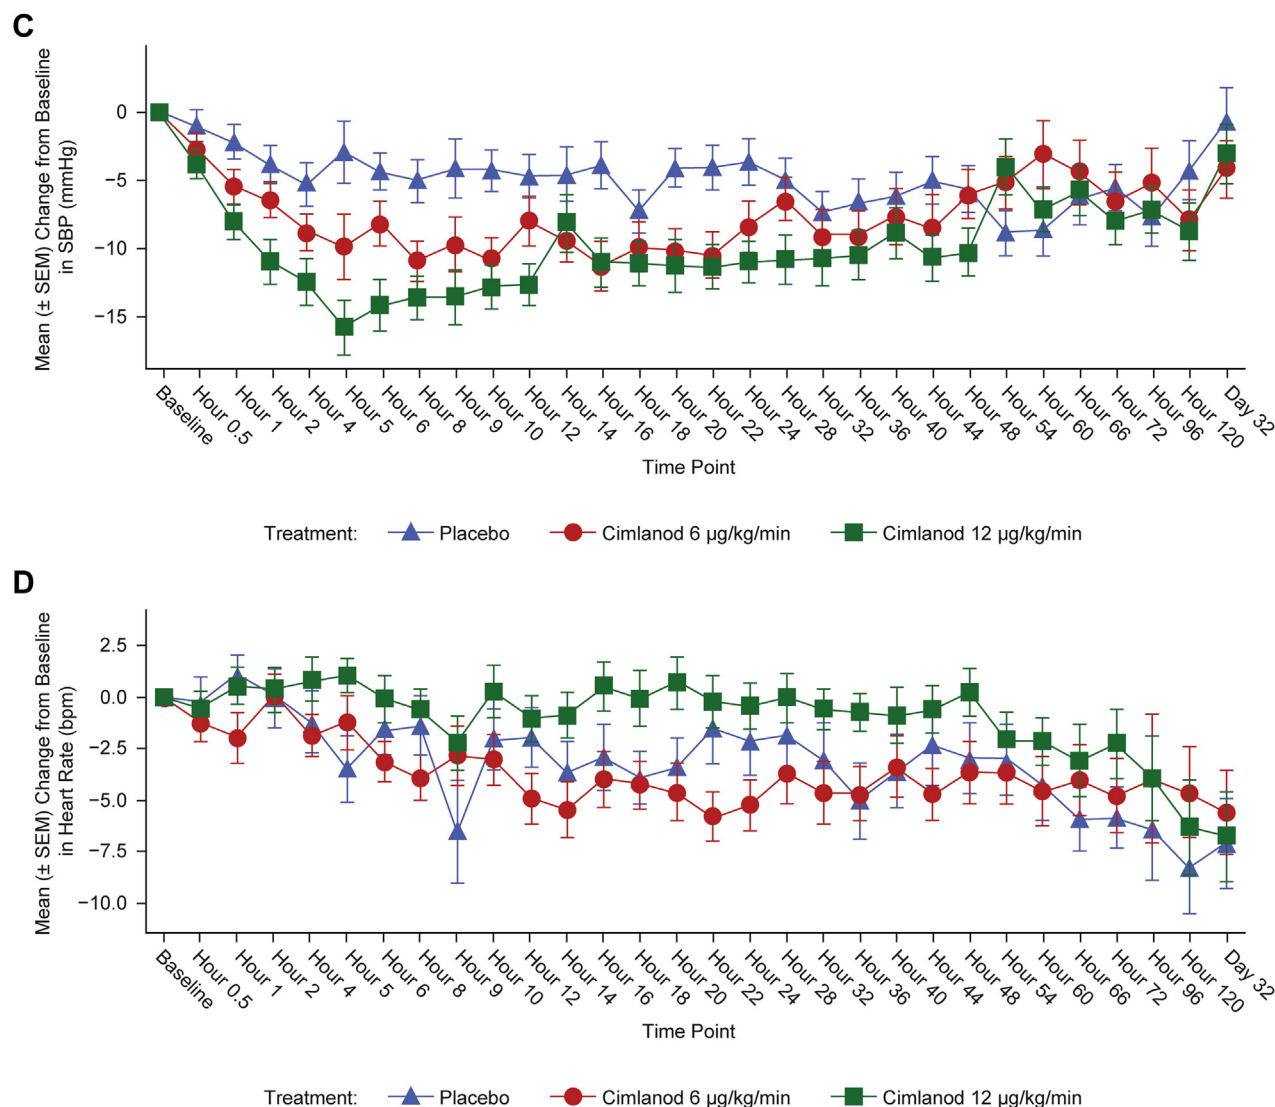 C
Mean (± SEM) Change from Baseline
in SBP (mmHg)
0
−5
−10
−15
Baseline
Hour 0.5
Hour 1
Hour 2
Hour 4
Hour 5
Hour 6
Hour 8
Hour 9
Hour 10
Hour 12
Hour 14
Hour 16
Hour 18
Hour 20
Hour 22
Hour 24
Hour 28
Hour 32
Hour 36
Hour 40
Hour 44
Hour 48
Hour 54
Hour 60
Hour 66
Hour 72
Hour 96
Hour 120
Day 32
Time Point
Treatment: Placebo Cimlanod 6 µg/kg/min Cimlanod 12 µg/kg/min
D
Mean (± SEM) Change from Baseline
in Heart Rate (bpm)
2.5
0.0
−2.5
−5.0
−7.5
−10.0
Baseline
Hour 0.5
Hour 1
Hour 2
Hour 4
Hour 5
Hour 6
Hour 8
Hour 9
Hour 10
Hour 12
Hour 14
Hour 16
Hour 18
Hour 20
Hour 22
Hour 24
Hour 28
Hour 32
Hour 36
Hour 40
Hour 44
Hour 48
Hour 54
Hour 60
Hour 66
Hour 72
Hour 96
Hour 120
Day 32
Time Point
Treatment: Placebo Cimlanod 6 µg/kg/min Cimlanod 12 µg/kg/min